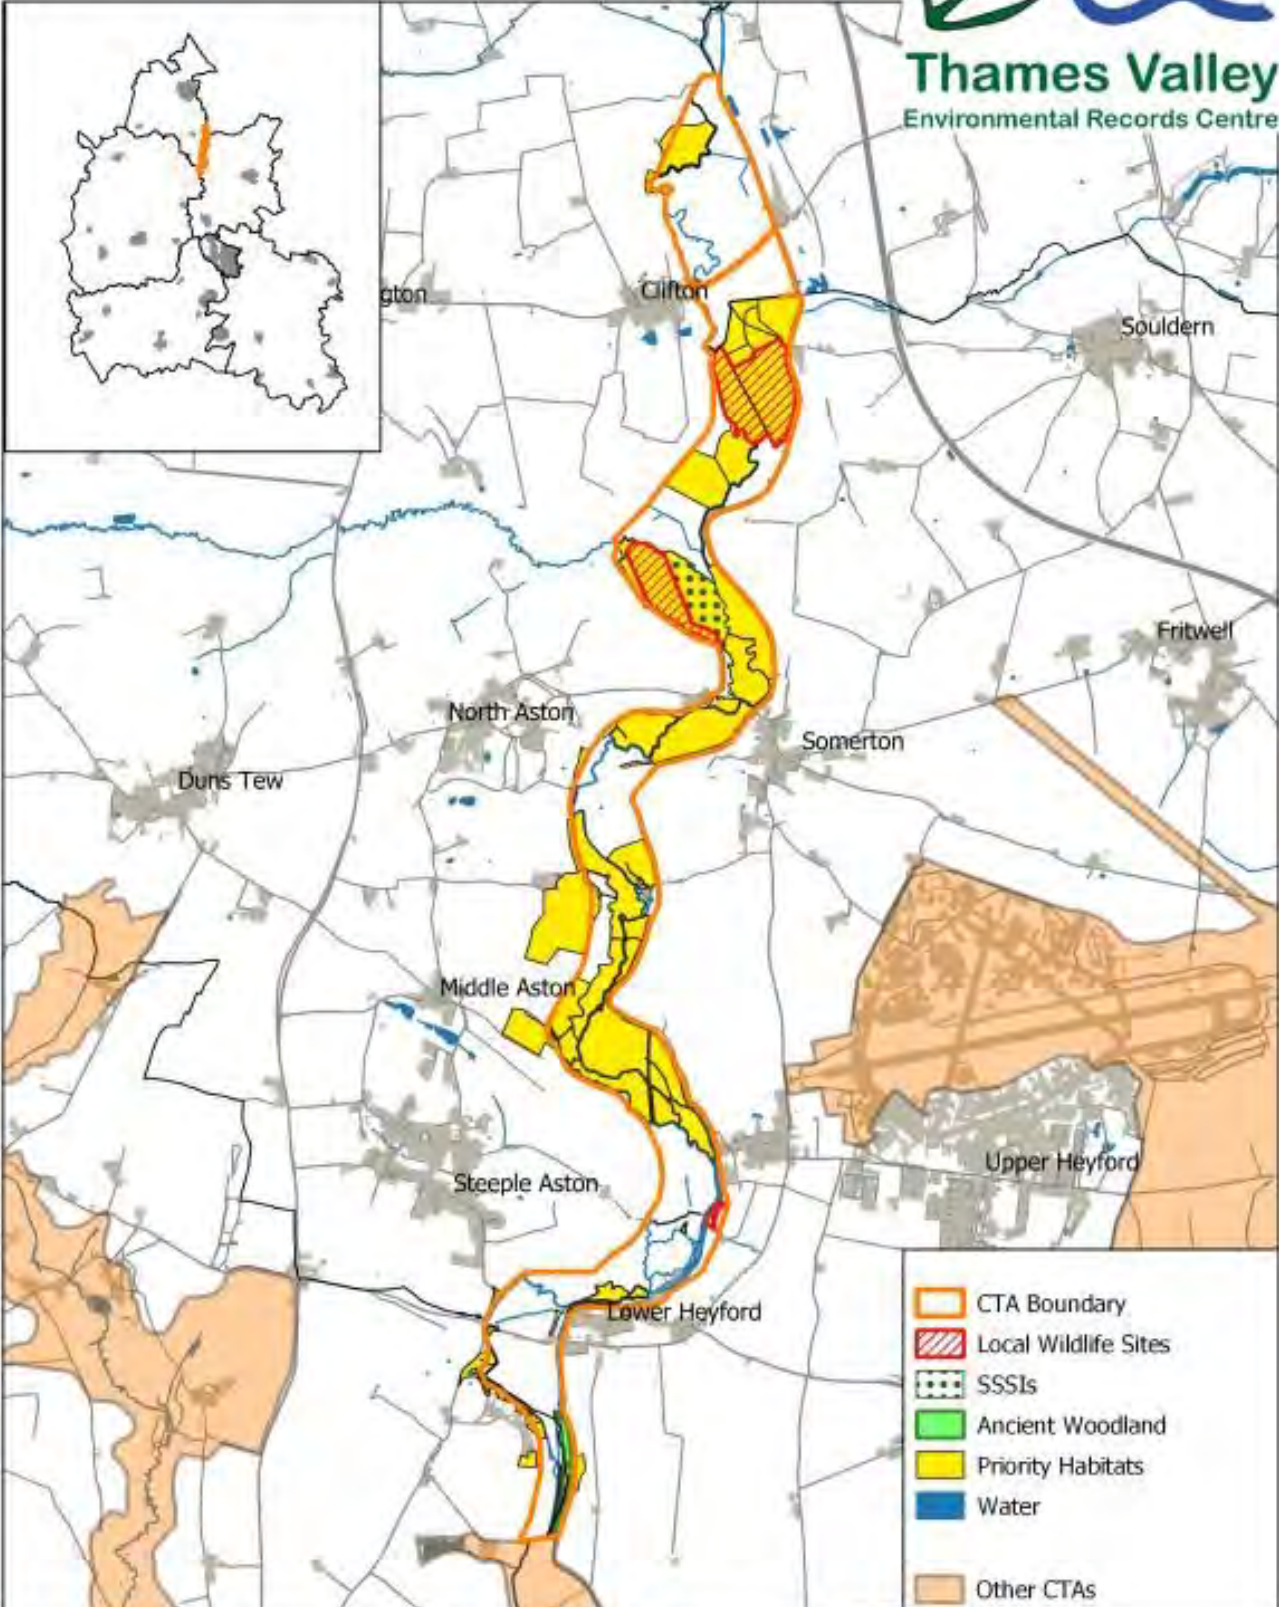 Thames Valley
Environmental Records Centre
gton
Clifton
Souldern
Fritwell
North Aston
Somerton
Duns Tew
Middle Aston
Upper Heyford
Steeple Aston
Lower Heyford
CTA Boundary
Local Wildlife Sites
SSSIs
Ancient Woodland
Priority Habitats
Water
Other CTAs